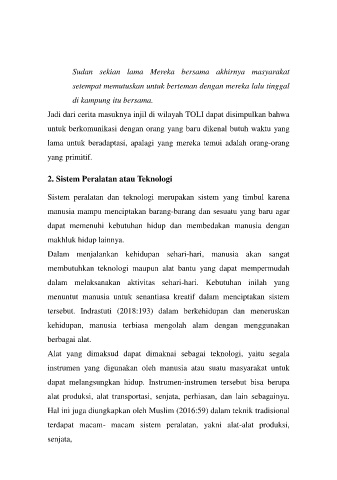 Sudan sekian lama Mereka bersama akhirnya masyarakat
setempat memutuskan untuk berteman dengan mereka lalu tinggal
di kampung itu bersama.
Jadi dari cerita masuknya injil di wilayah TOLI dapat disimpulkan bahwa
untuk berkomunikasi dengan orang yang baru dikenal butuh waktu yang
lama untuk beradaptasi, apalagi yang mereka temui adalah orang-orang
yang primitif.
2. Sistem Peralatan atau Teknologi
Sistem peralatan dan teknologi merupakan sistem yang timbul karena
manusia mampu menciptakan barang-barang dan sesuatu yang baru agar
dapat memenuhi kebutuhan hidup dan membedakan manusia dengan
makhluk hidup lainnya.
Dalam menjalankan kehidupan sehari-hari, manusia akan sangat
membutuhkan teknologi maupun alat bantu yang dapat mempermudah
dalam melaksanakan aktivitas sehari-hari. Kebutuhan inilah yang
menuntut manusia untuk senantiasa kreatif dalam menciptakan sistem
tersebut. Indrastuti (2018:193) dalam berkehidupan dan meneruskan
kehidupan, manusia terbiasa mengolah alam dengan menggunakan
berbagai alat.
Alat yang dimaksud dapat dimaknai sebagai teknologi, yaitu segala
instrumen yang digunakan oleh manusia atau suatu masyarakat untuk
dapat melangsungkan hidup. Instrumen-instrumen tersebut bisa berupa
alat produksi, alat transportasi, senjata, perhiasan, dan lain sebagainya.
Hal ini juga diungkapkan oleh Muslim (2016:59) dalam teknik tradisional
terdapat macam- macam sistem peralatan, yakni alat-alat produksi,
senjata,